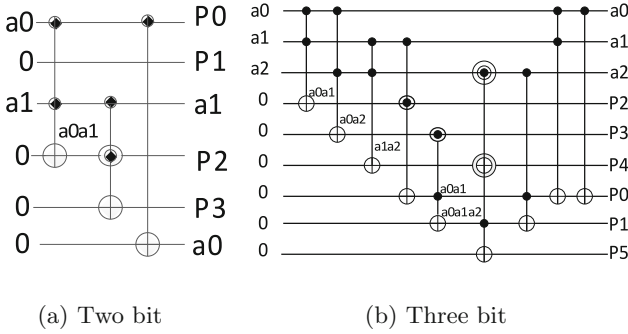 a0 P0
0 P1
a1 a1
a0a1
0 P2
0 P3
0 a0
(a) Two bit
a0 a0
a1 a1
a2 a2
0 a0a1 P2
0 a0a2 P3
0 a1a2 P4
0 a0a1 P0
0 a0a1a2 P1
0 P5
(b) Three bit